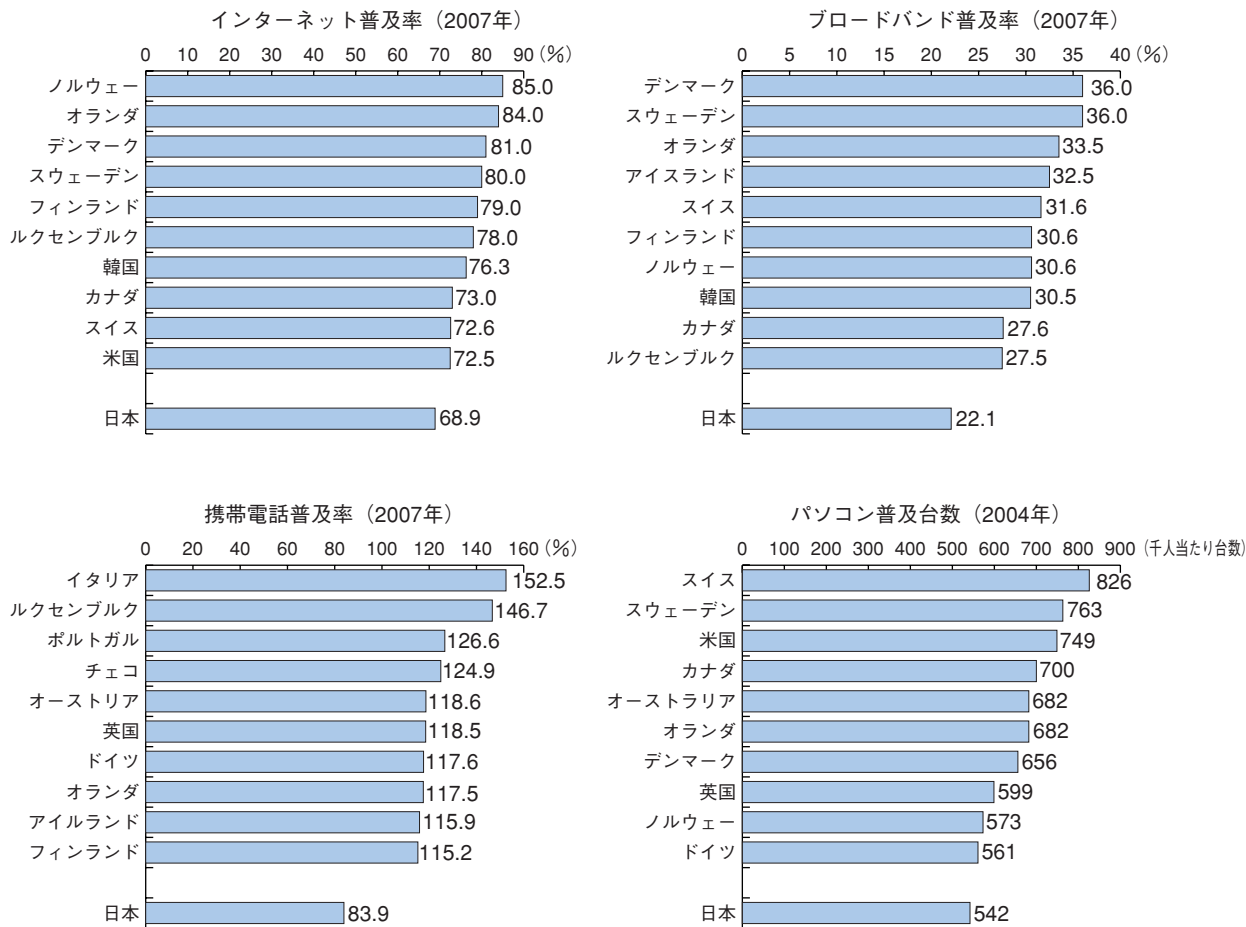 インターネット普及率（2007年）
0 10 20 30 40 50 60 70 80 90（％）
ノルウェー 85.0
オランダ 84.0
デンマーク 81.0
スウェーデン 80.0
フィンランド 79.0
ルクセンブルク 78.0
韓国 76.3
カナダ 73.0
スイス 72.6
米国 72.5
日本 68.9
ブロードバンド普及率（2007年）
0 5 10 15 20 25 30 35 40（％）
デンマーク 36.0
スウェーデン 36.0
オランダ 33.5
アイスランド 32.5
スイス 31.6
フィンランド 30.6
ノルウェー 30.6
韓国 30.5
カナダ 27.6
ルクセンブルク 27.5
日本 22.1
携帯電話普及率（2007年）
0 20 40 60 80 100 120 140 160（％）
イタリア 152.5
ルクセンブルク 146.7
ポルトガル 126.6
チェコ 124.9
オーストリア 118.6
英国 118.5
ドイツ 117.6
オランダ 117.5
アイルランド 115.9
フィンランド 115.2
日本 83.9
パソコン普及台数（2004年）
0 100 200 300 400 500 600 700 800 900（千人当たり台数）
スイス 826
スウェーデン 763
米国 749
カナダ 700
オーストラリア 682
オランダ 682
デンマーク 656
英国 599
ノルウェー 573
ドイツ 561
日本 542